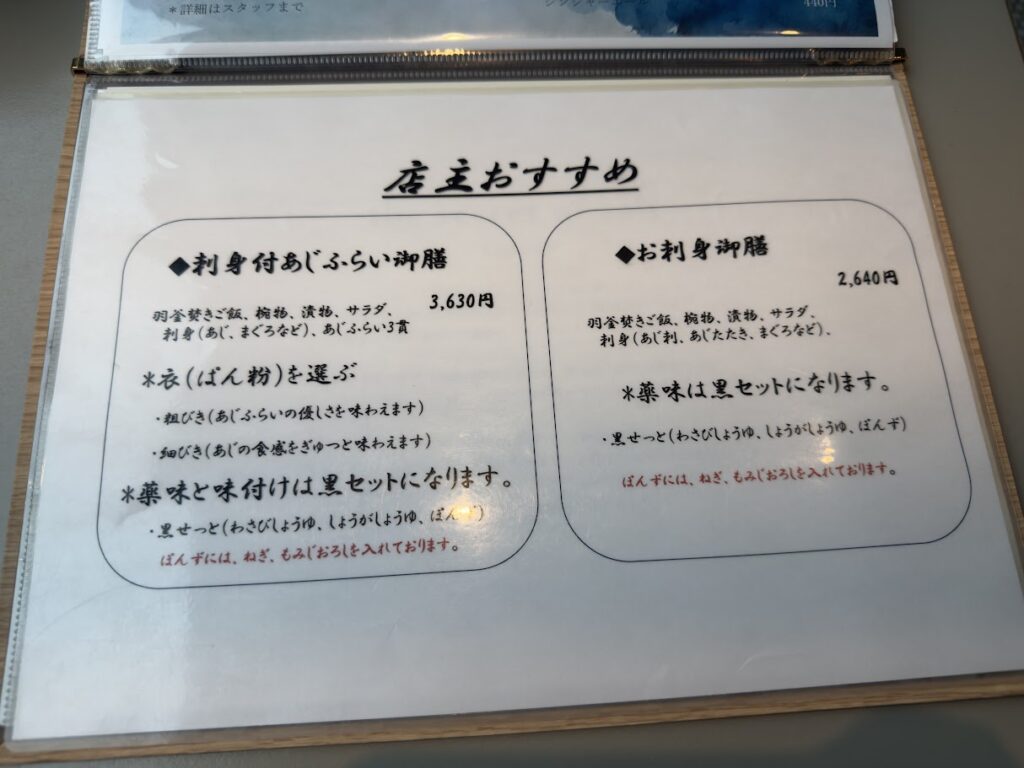 ＊詳細はスタッフまで
ジンジャーエール
440円
店主おすすめ
◆刺身付あじふらい御膳
3,630円
羽釜焚きご飯、椀物、漬物、サラダ、
刺身(あじ、まぐろなど)、あじふらい3貫
＊衣(ぱん粉)を選ぶ
・粗びき(あじふらいの優しさを味わえます)
・細びき(あじの食感をぎゅっと味わえます)
＊薬味と味付けは黒セットになります。
・黒せっと(わさびしょうゆ、しょうがしょうゆ、ぽんず)
ぽんずには、ねぎ、もみじおろしを入れております。
◆お刺身御膳
2,640円
羽釜焚きご飯、椀物、漬物、サラダ、
刺身(あじ刺、あじたたき、まぐろなど)、
＊薬味は黒セットになります。
・黒せっと(わさびしょうゆ、しょうがしょうゆ、ぽんず)
ぽんずには、ねぎ、もみじおろしを入れております。